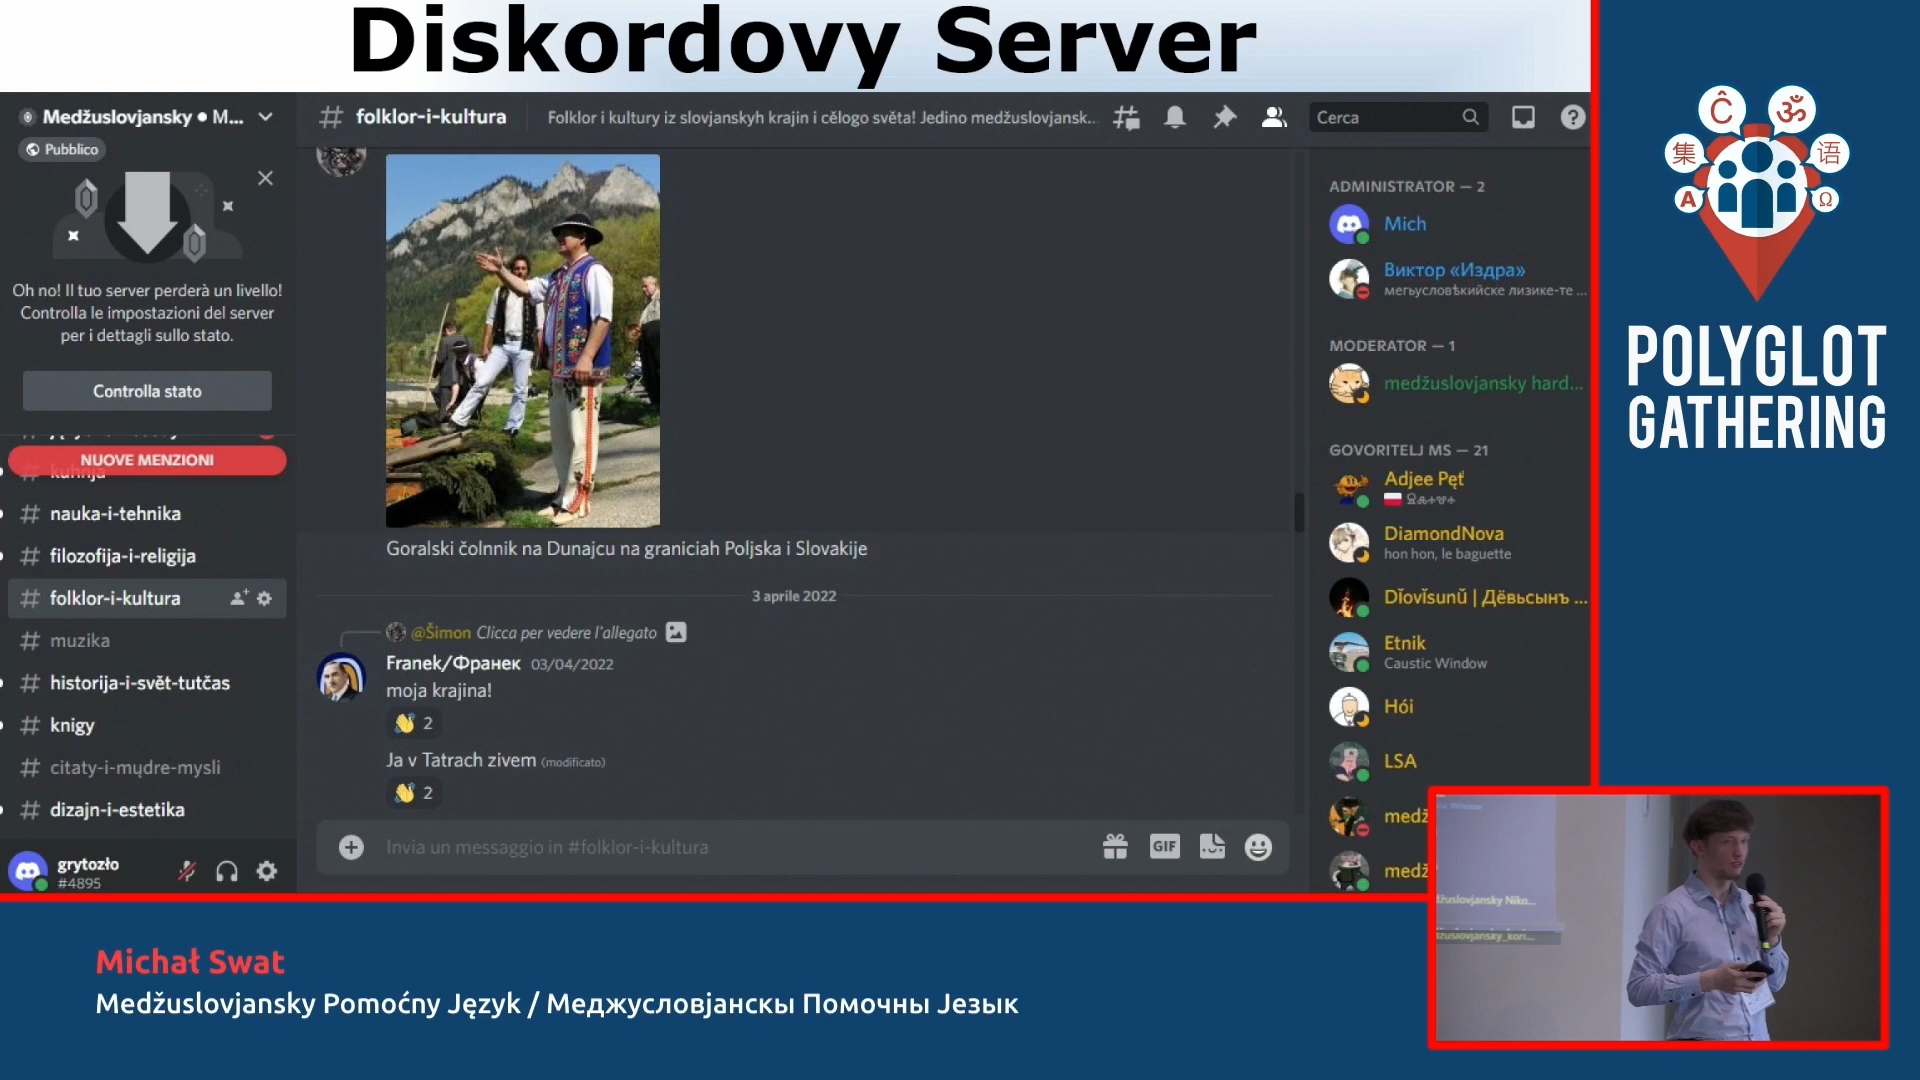 Diskordovy Server
Medžuslovjansky • M...
Pubblico
Oh no! Il tuo server perderà un livello!
Controlla le impostazioni del server
per i dettagli sullo stato.
Controlla stato
NUOVE MENZIONI
kuhnja
nauka-i-tehnika
filozofija-i-religija
folklor-i-kultura
muzika
historija-i-svět-tutčas
knigy
citaty-i-mųdre-mysli
dizajn-i-estetika
grytozło
#4895
# folklor-i-kultura
Folklor i kultury iz slovjanskyh krajin i cělogo světa! Jedino medžuslovjansk...
Cerca
Goralski čolnnik na Dunajcu na graniciah Poljska i Slovakije
3 aprile 2022
@Šimon Clicca per vedere l'allegato
Franek/Франек 03/04/2022
moja krajina!
2
Ja v Tatrach zivem (modificato)
2
Invia un messaggio in #folklor-i-kultura
GIF
ADMINISTRATOR — 2
Mich
Виктор «Издра»
MODERATOR — 1
medžuslovjansky hard...
GOVORITELJ MS — 21
Adjee Pęť
DiamondNova
hon hon, le baguette
Etnik
Caustic Window
Hói
LSA
medž
medž
Ĉ
ॐ
集
语
A
Ω
POLYGLOT
GATHERING
Michał Swat
Medžuslovjansky Pomoćny Język / Меджусловјанскы Помочны Језык